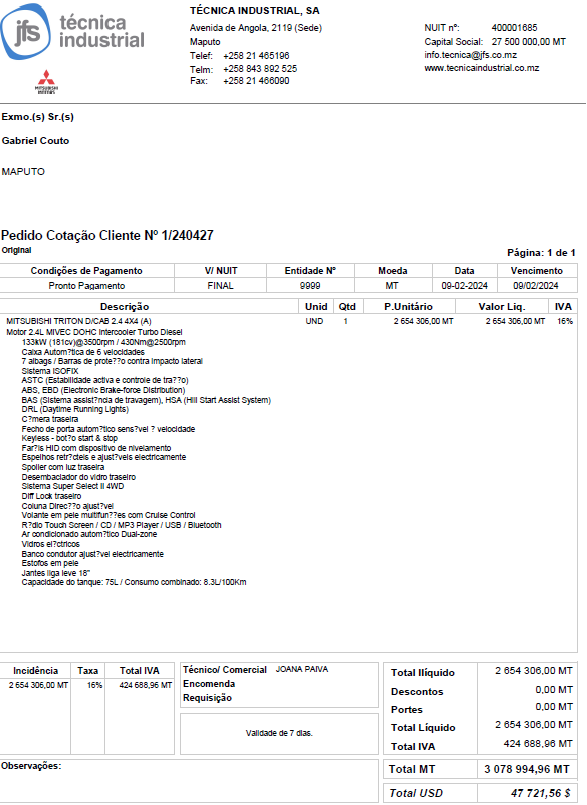 jfs técnica industrial
MITSUBISHI MOTORS
TÉCNICA INDUSTRIAL, SA
Avenida de Angola, 2119 (Sede)
Maputo
Telef: +258 21 465196
Telm: +258 843 892 525
Fax: +258 21 466090
NUIT nº: 400001685
Capital Social: 27 500 000,00 MT
info.tecnica@jfs.co.mz
www.tecnicaindustrial.co.mz
Exmo.(s) Sr.(s)
Gabriel Couto
MAPUTO
Pedido Cotação Cliente Nº 1/240427
Original
Página: 1 de 1
Condições de Pagamento V/ NUIT Entidade Nº Moeda Data Vencimento
Pronto Pagamento FINAL 9999 MT 09-02-2024 09/02/2024
Descrição Unid Qtd P.Unitário Valor Liq. IVA
MITSUBISHI TRITON D/CAB 2.4 4X4 (A) UND 1 2 654 306,00 MT 2 654 306,00 MT 16%
Motor 2.4L MIVEC DOHC Intercooler Turbo Diesel
133kW (181cv)@3500rpm / 430Nm@2500rpm
Caixa Autom?tica de 6 velocidades
7 aibags / Barras de prote??o contra impacto lateral
Sistema ISOFIX
ASTC (Estabilidade activa e controle de tra??o)
ABS, EBD (Electronic Brake-force Distribution)
BAS (Sistema assist?ncia de travagem), HSA (Hill Start Assist System)
DRL (Daytime Running Lights)
C?mera traseira
Fecho de porta autom?tico sens?vel ? velocidade
Keyless - bot?o start & stop
Far?is HID com dispositivo de nivelamento
Espelhos retr?cteis e ajust?veis electricamente
Spoiler com luz traseira
Desembaciador do vidro traseiro
Sistema Super Select II 4WD
Diff Lock traseiro
Coluna Direc??o ajust?vel
Volante em pele multifun??es com Cruise Control
R?dio Touch Screen / CD / MP3 Player / USB / Bluetooth
Ar condicionado autom?tico Dual-zone
Vidros el?ctricos
Banco condutor ajust?vel electricamente
Estofos em pele
Jantes liga leve 18"
Capacidade do tanque: 75L / Consumo combinado: 8.3L/100Km
Incidência Taxa Total IVA
2 654 306,00 MT 16% 424 688,96 MT
Técnico/ Comercial JOANA PAIVA
Encomenda
Requisição
Validade de 7 dias.
Total Ilíquido 2 654 306,00 MT
Descontos 0,00 MT
Portes 0,00 MT
Total Líquido 2 654 306,00 MT
Total IVA 424 688,96 MT
Observações:
Total MT 3 078 994,96 MT
Total USD 47 721,56 $